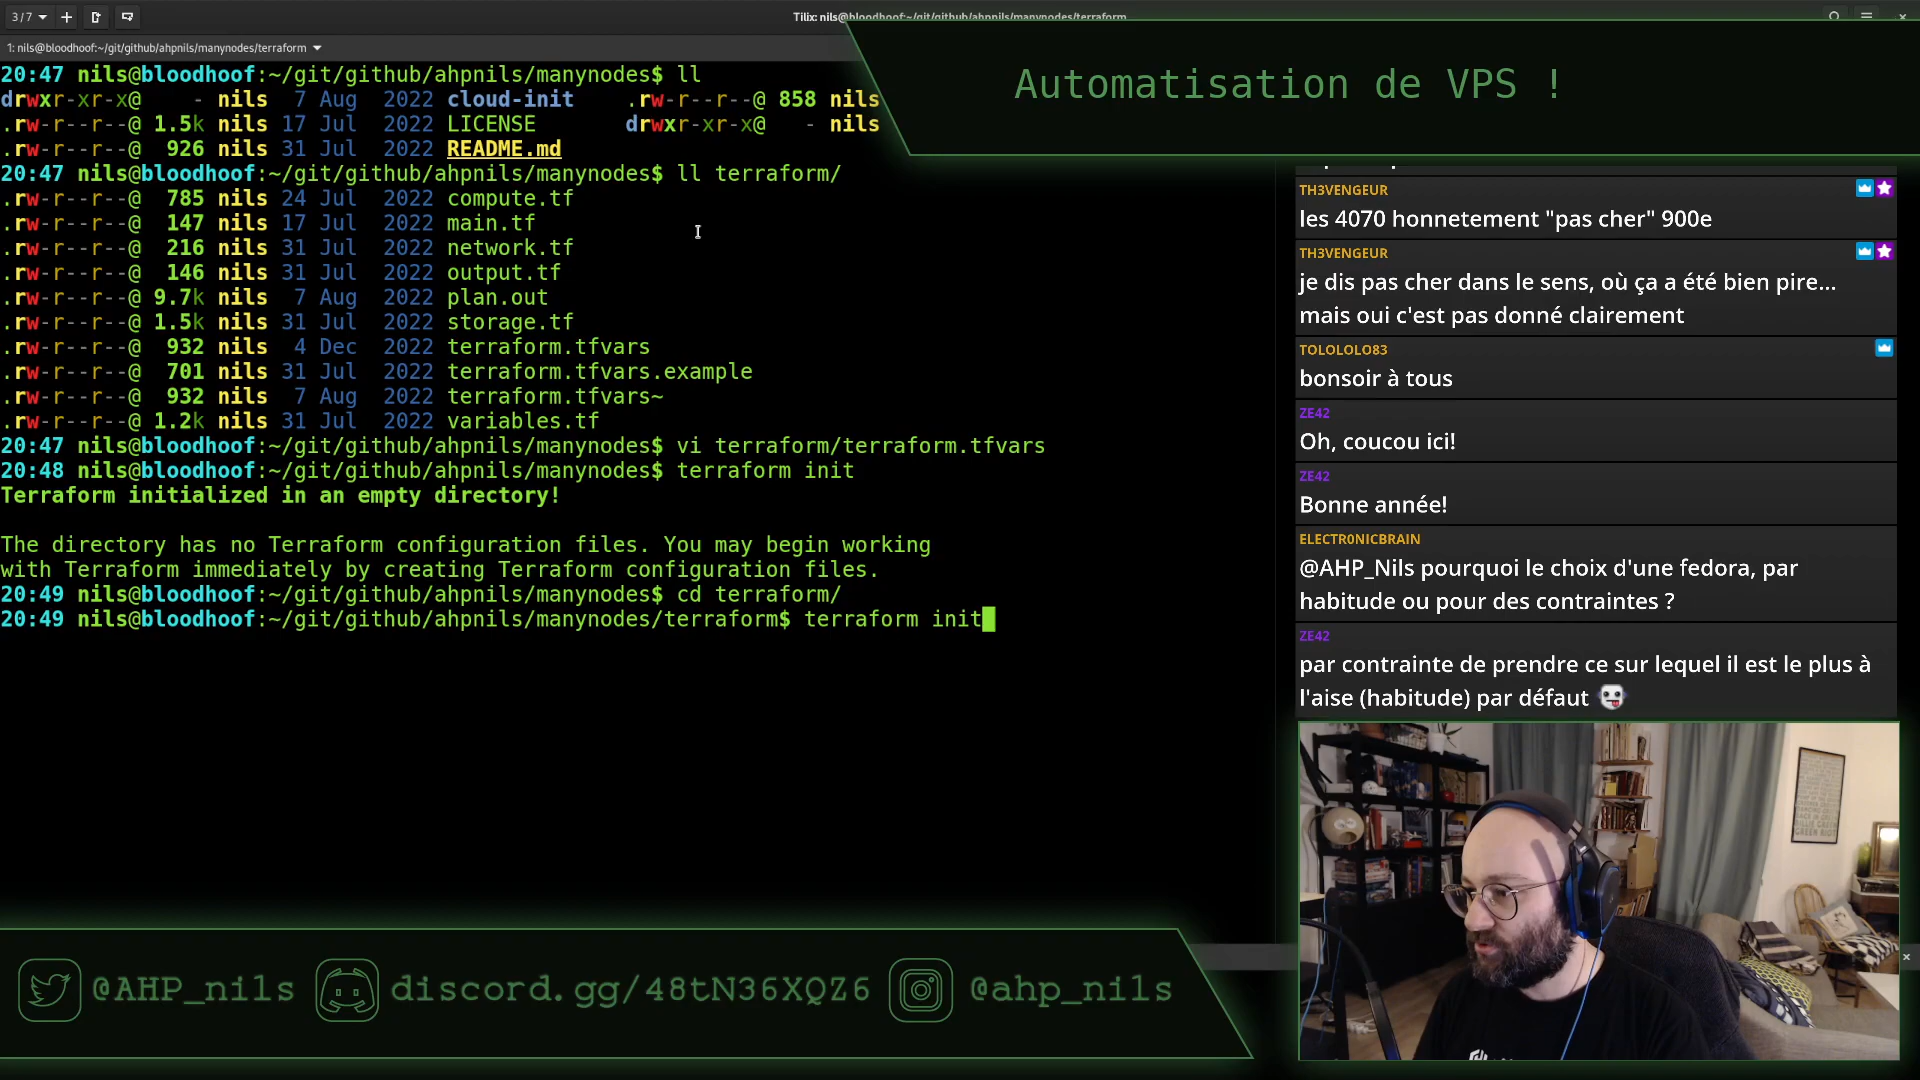 3/7
Tilix: nils@bloodhoof:~/git/github/ahpnils/manynodes/terraform
1: nils@bloodhoof:~/git/github/ahpnils/manynodes/terraform
20:47 nils@bloodhoof:~/git/github/ahpnils/manynodes$ ll
drwxr-xr-x@ - nils 7 Aug 2022 cloud-init .rw-r--r--@ 858 nils
.rw-r--r--@ 1.5k nils 17 Jul 2022 LICENSE drwxr-xr-x@ - nils
.rw-r--r--@ 926 nils 31 Jul 2022 README.md
20:47 nils@bloodhoof:~/git/github/ahpnils/manynodes$ ll terraform/
.rw-r--r--@ 785 nils 24 Jul 2022 compute.tf
.rw-r--r--@ 147 nils 17 Jul 2022 main.tf
.rw-r--r--@ 216 nils 31 Jul 2022 network.tf
.rw-r--r--@ 146 nils 31 Jul 2022 output.tf
.rw-r--r--@ 9.7k nils 7 Aug 2022 plan.out
.rw-r--r--@ 1.5k nils 31 Jul 2022 storage.tf
.rw-r--r--@ 932 nils 4 Dec 2022 terraform.tfvars
.rw-r--r--@ 701 nils 31 Jul 2022 terraform.tfvars.example
.rw-r--r--@ 932 nils 7 Aug 2022 terraform.tfvars~
.rw-r--r--@ 1.2k nils 31 Jul 2022 variables.tf
20:47 nils@bloodhoof:~/git/github/ahpnils/manynodes$ vi terraform/terraform.tfvars
20:48 nils@bloodhoof:~/git/github/ahpnils/manynodes$ terraform init
Terraform initialized in an empty directory!
The directory has no Terraform configuration files. You may begin working
with Terraform immediately by creating Terraform configuration files.
20:49 nils@bloodhoof:~/git/github/ahpnils/manynodes$ cd terraform/
20:49 nils@bloodhoof:~/git/github/ahpnils/manynodes/terraform$ terraform init
Automatisation de VPS !
TH3VENGEUR
les 4070 honnetement "pas cher" 900e
TH3VENGEUR
je dis pas cher dans le sens, où ça a été bien pire...
mais oui c'est pas donné clairement
TOLOLOLO83
bonsoir à tous
ZE42
Oh, coucou ici!
ZE42
Bonne année!
ELECTR0NICBRAIN
@AHP_Nils pourquoi le choix d'une fedora, par
habitude ou pour des contraintes ?
ZE42
par contrainte de prendre ce sur lequel il est le plus à
l'aise (habitude) par défaut
@AHP_nils discord.gg/48tN36XQZ6 @ahp_nils